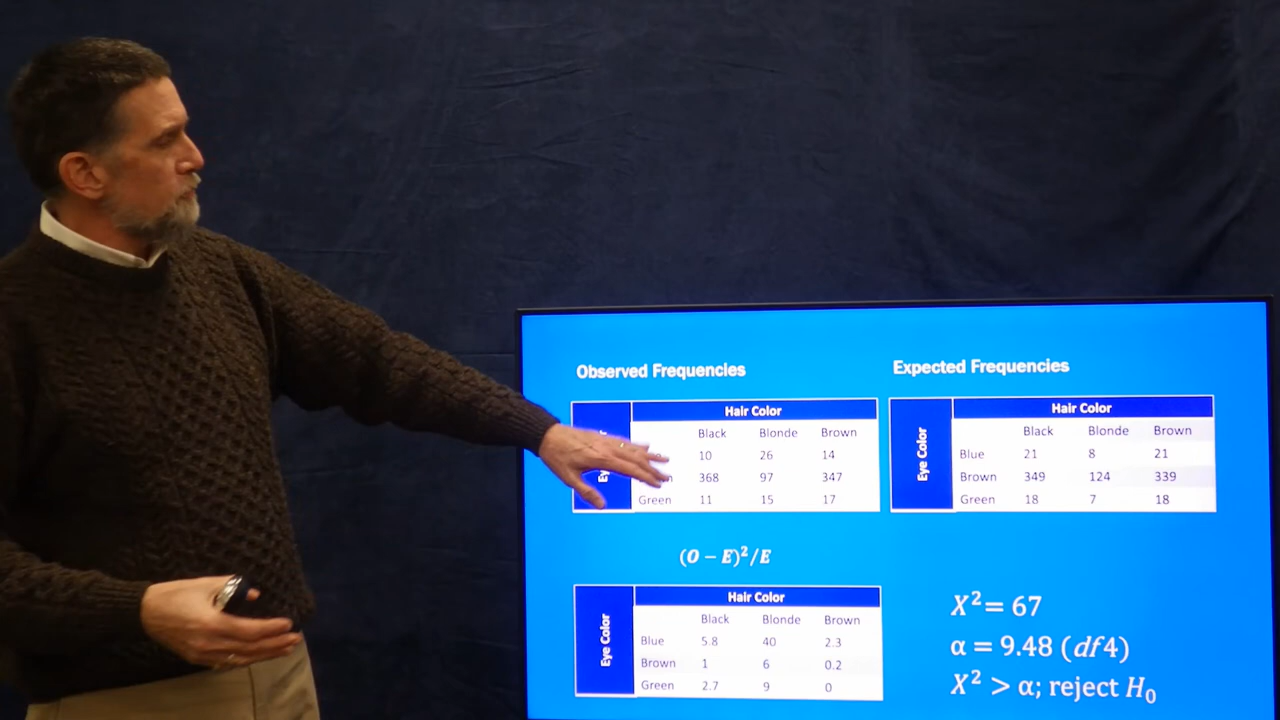 Observed Frequencies
Eye Color
Hair Color
Black Blonde Brown
10 26 14
368 97 347
Green 11 15 17
Expected Frequencies
Eye Color
Hair Color
Black Blonde Brown
Blue 21 8 21
Brown 349 124 339
Green 18 7 18
(O − E)²/E
Eye Color
Hair Color
Black Blonde Brown
Blue 5.8 40 2.3
Brown 1 6 0.2
Green 2.7 9 0
X² = 67
α = 9.48 (df4)
X² > α; reject H₀